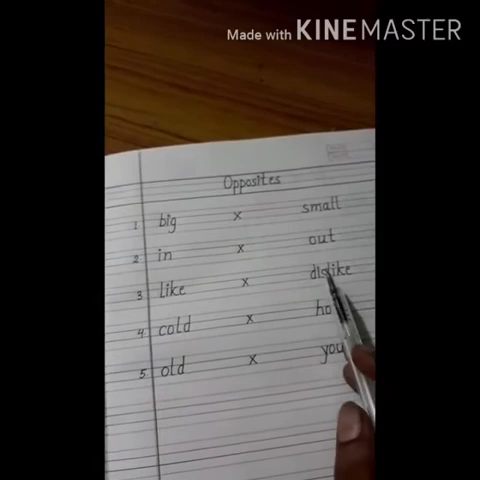 Made with KINEMASTER
Opposites
1 big x small
2 in x out
3 like x dislike
4 cold x ho
5 old x you